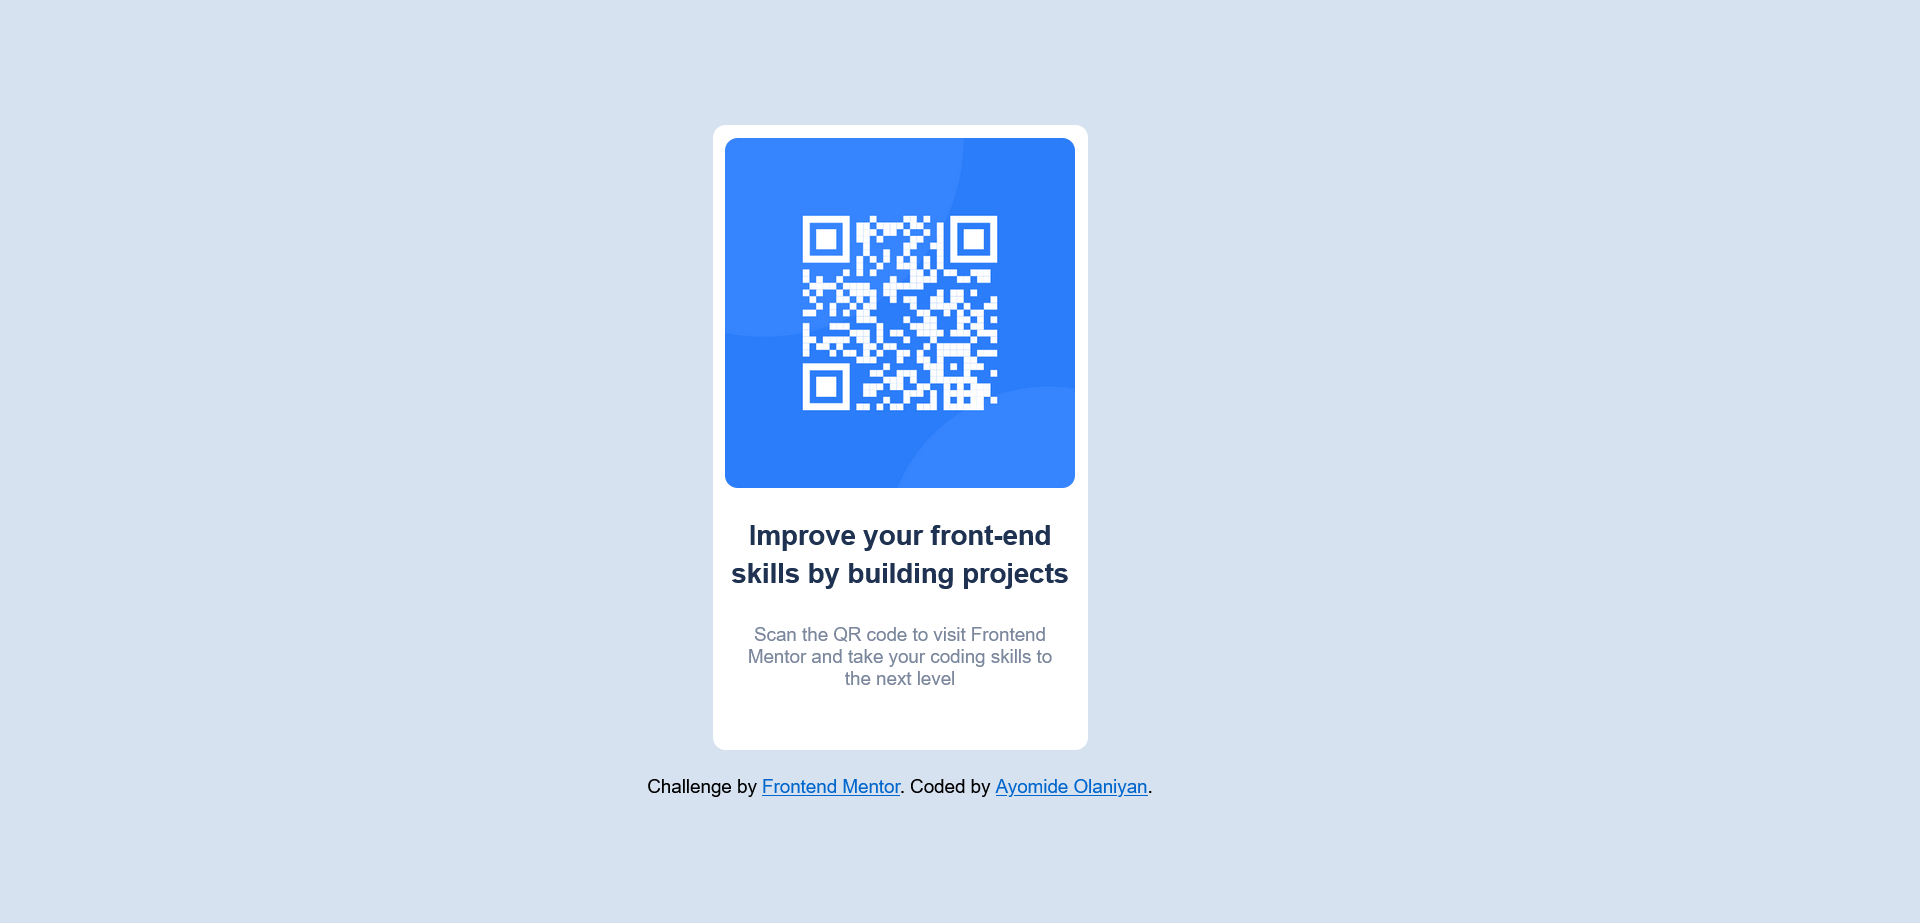 Improve your front-end
skills by building projects
Scan the QR code to visit Frontend
Mentor and take your coding skills to
the next level
Challenge by Frontend Mentor. Coded by Ayomide Olaniyan.